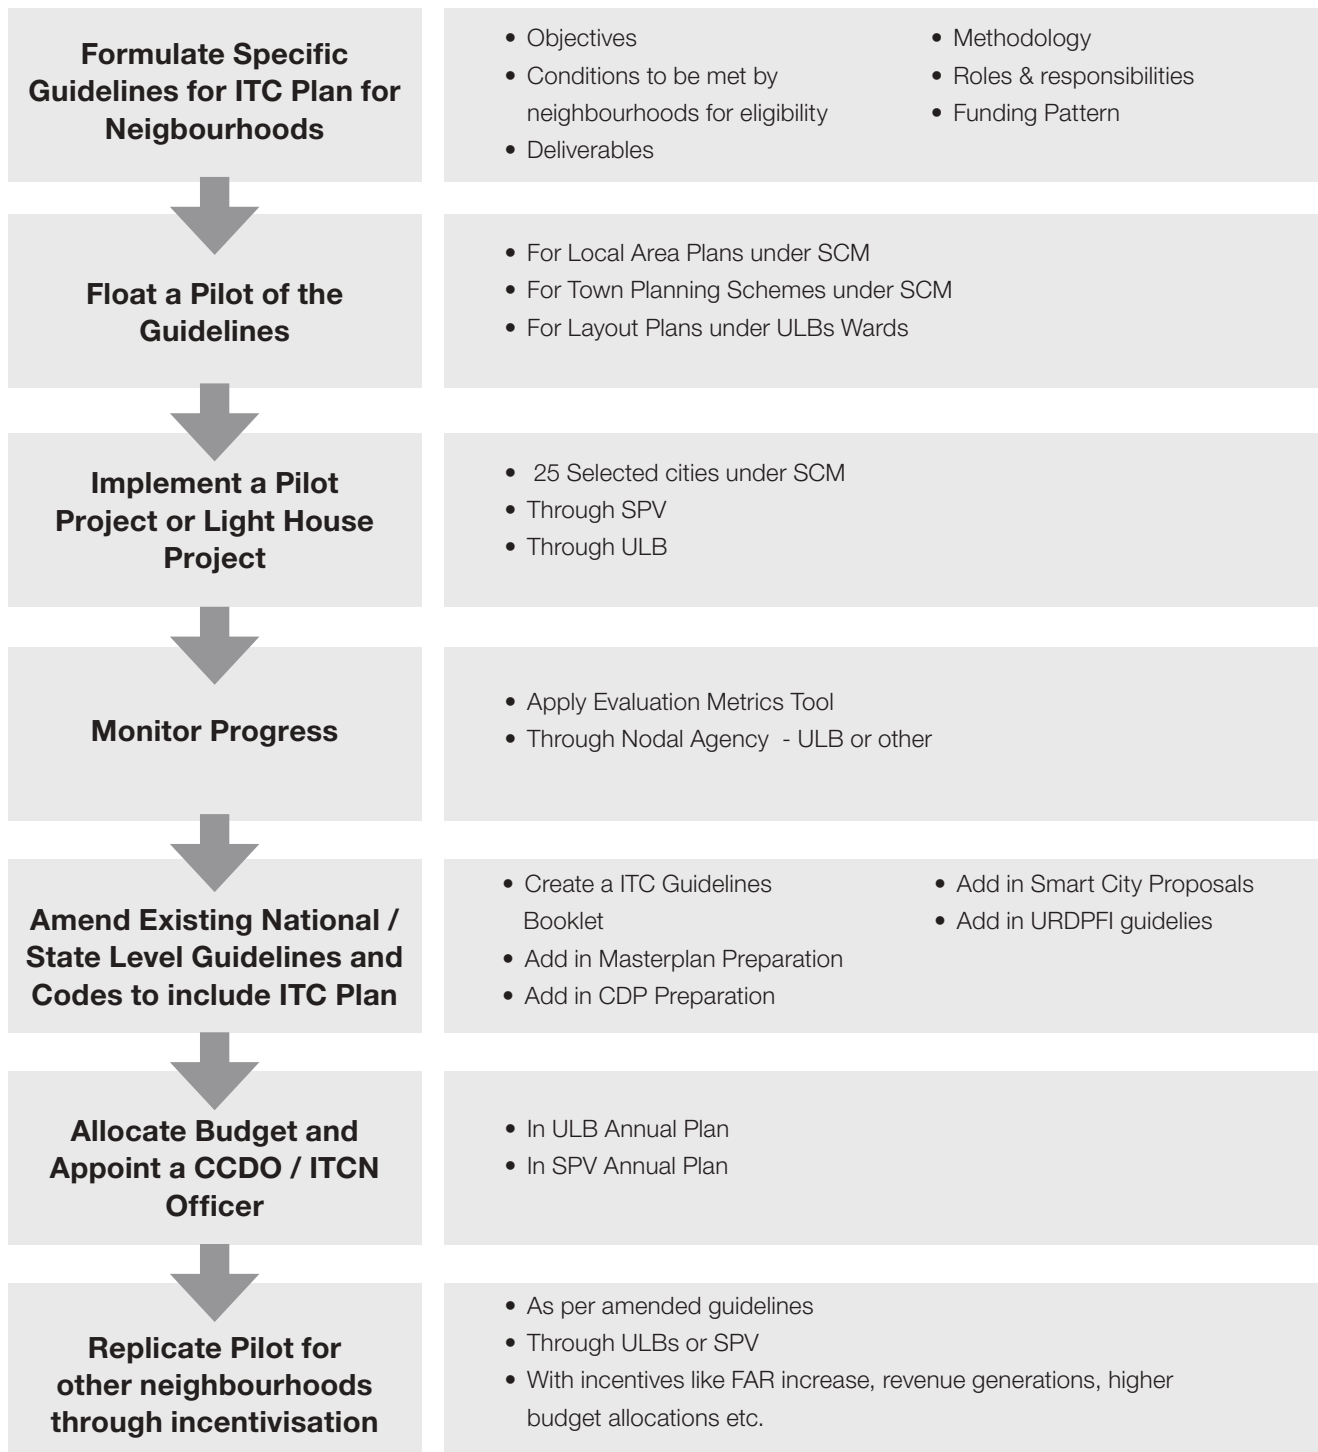 Formulate Specific
Guidelines for ITC Plan for
Neigbourhoods
• Objectives
• Conditions to be met by
neighbourhoods for eligibility
• Deliverables
• Methodology
• Roles & responsibilities
• Funding Pattern
Float a Pilot of the
Guidelines
• For Local Area Plans under SCM
• For Town Planning Schemes under SCM
• For Layout Plans under ULBs Wards
Implement a Pilot
Project or Light House
Project
• 25 Selected cities under SCM
• Through SPV
• Through ULB
Monitor Progress
• Apply Evaluation Metrics Tool
• Through Nodal Agency - ULB or other
Amend Existing National /
State Level Guidelines and
Codes to include ITC Plan
• Create a ITC Guidelines
Booklet
• Add in Masterplan Preparation
• Add in CDP Preparation
• Add in Smart City Proposals
• Add in URDPFI guidelies
Allocate Budget and
Appoint a CCDO / ITCN
Officer
• In ULB Annual Plan
• In SPV Annual Plan
Replicate Pilot for
other neighbourhoods
through incentivisation
• As per amended guidelines
• Through ULBs or SPV
• With incentives like FAR increase, revenue generations, higher
budget allocations etc.